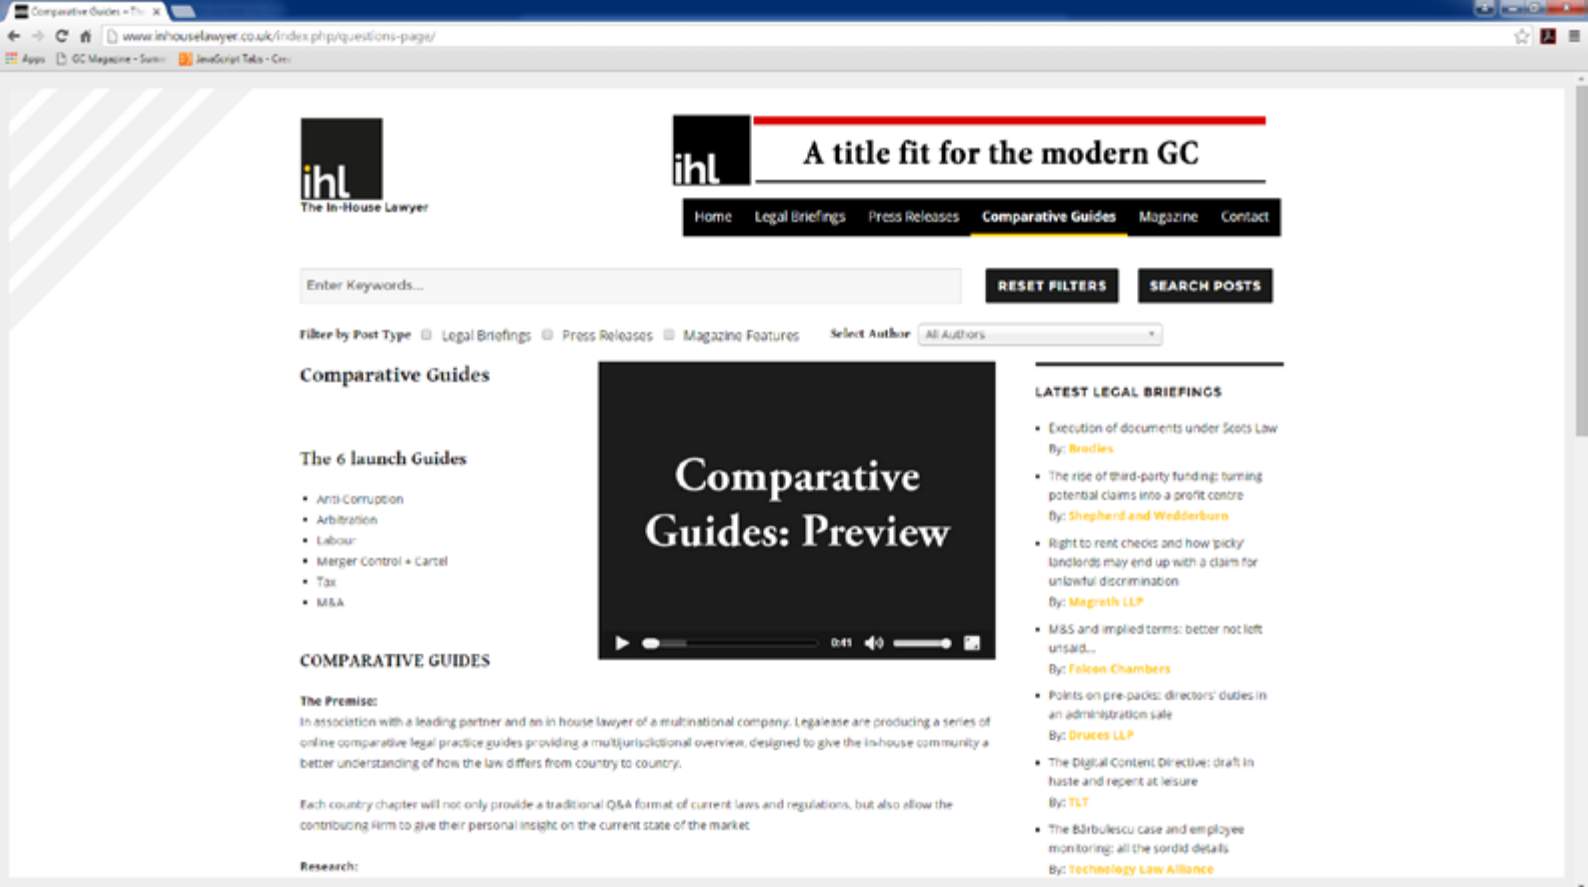 Comparative Guides « The
www.inhouselawyer.co.uk/index.php/questions-page/
Apps GC Magazine - Summ JavaScript Tabs - Cre
ihl
The In-House Lawyer
ihl
A title fit for the modern GC
Home Legal Briefings Press Releases Comparative Guides Magazine Contact
Enter Keywords...
RESET FILTERS SEARCH POSTS
Filter by Post Type Legal Briefings Press Releases Magazine Features Select Author All Authors
Comparative Guides
The 6 launch Guides
Anti-Corruption
Arbitration
Labour
Merger Control + Cartel
Tax
M&A
Comparative
Guides: Preview
0:41
COMPARATIVE GUIDES
The Premise:
In association with a leading partner and an in house lawyer of a multinational company, Legalease are producing a series of
online comparative legal practice guides providing a multijurisdictional overview, designed to give the in-house community a
better understanding of how the law differs from country to country.
Each country chapter will not only provide a traditional Q&A format of current laws and regulations, but also allow the
contributing Firm to give their personal insight on the current state of the market
Research:
LATEST LEGAL BRIEFINGS
Execution of documents under Scots Law
By: Brodies
The rise of third-party funding: turning
potential claims into a profit centre
By: Shepherd and Wedderburn
Right to rent checks and how 'picky'
landlords may end up with a claim for
unlawful discrimination
By: Magrath LLP
M&S and implied terms: better not left
unsaid...
By: Falcon Chambers
Points on pre-packs: directors' duties in
an administration sale
By: Druces LLP
The Digital Content Directive: draft in
haste and repent at leisure
By: TLT
The Bărbulescu case and employee
monitoring: all the sordid details
By: Technology Law Alliance